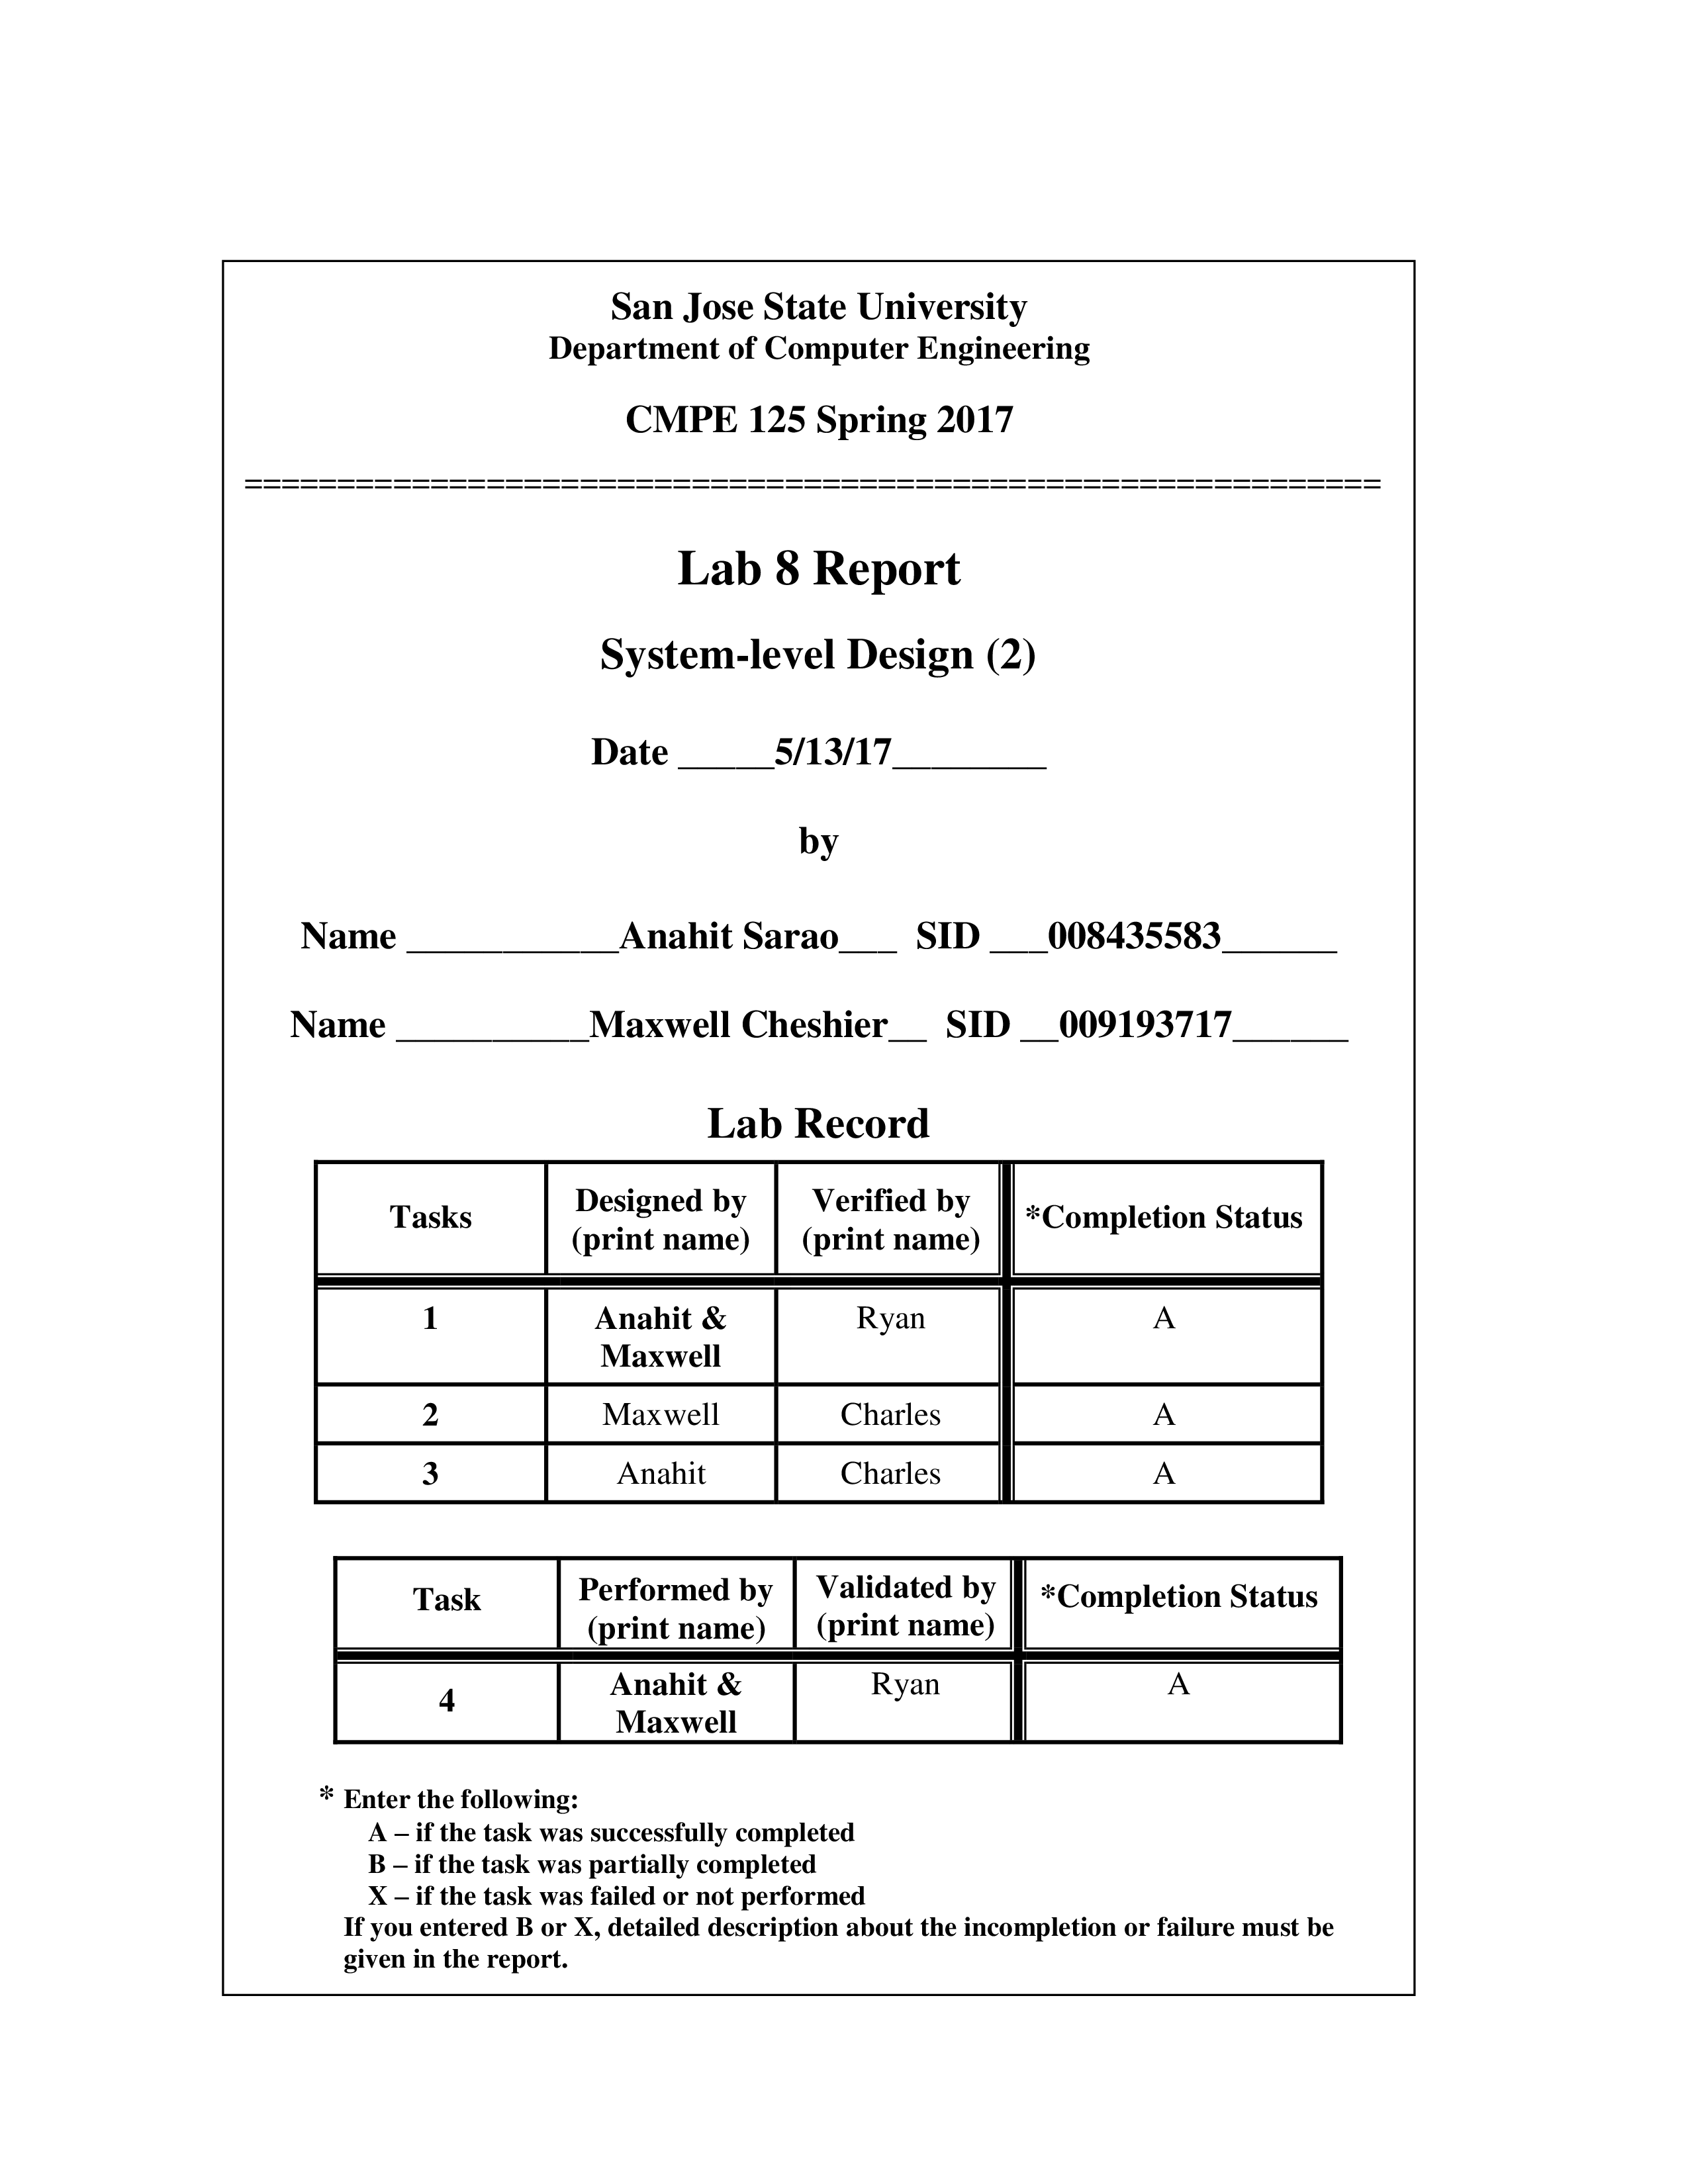 San Jose State University
Department of Computer Engineering
CMPE 125 Spring 2017
=============================================================
Lab 8 Report
System-level Design (2)
Date _____5/13/17________
by
Name ___________Anahit Sarao___ SID ___008435583______
Name __________Maxwell Cheshier__ SID __009193717______
Lab Record
Tasks Designed by (print name) Verified by (print name) *Completion Status
1 Anahit & Maxwell Ryan A
2 Maxwell Charles A
3 Anahit Charles A
Task Performed by (print name) Validated by (print name) *Completion Status
4 Anahit & Maxwell Ryan A
* Enter the following:
A – if the task was successfully completed
B – if the task was partially completed
X – if the task was failed or not performed
If you entered B or X, detailed description about the incompletion or failure must be
given in the report.